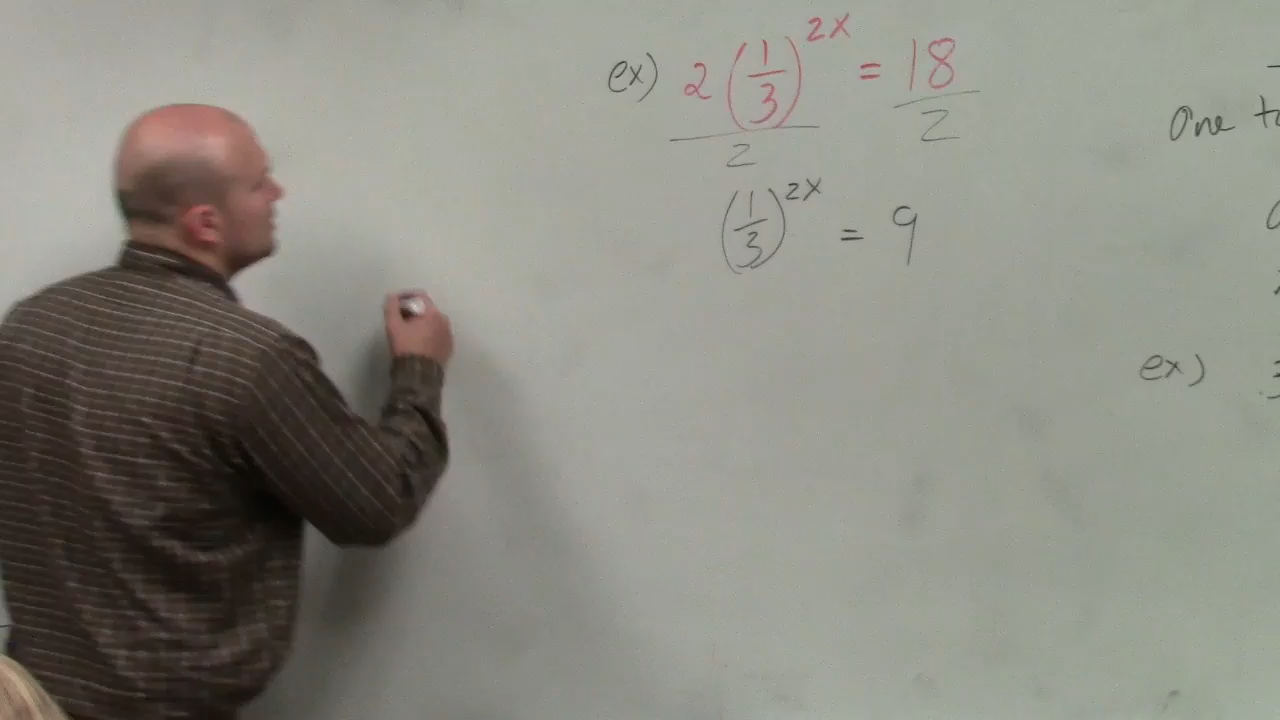 ex) 2(1/3)^2x = 18
2 2
(1/3)^2x = 9
One
ex)